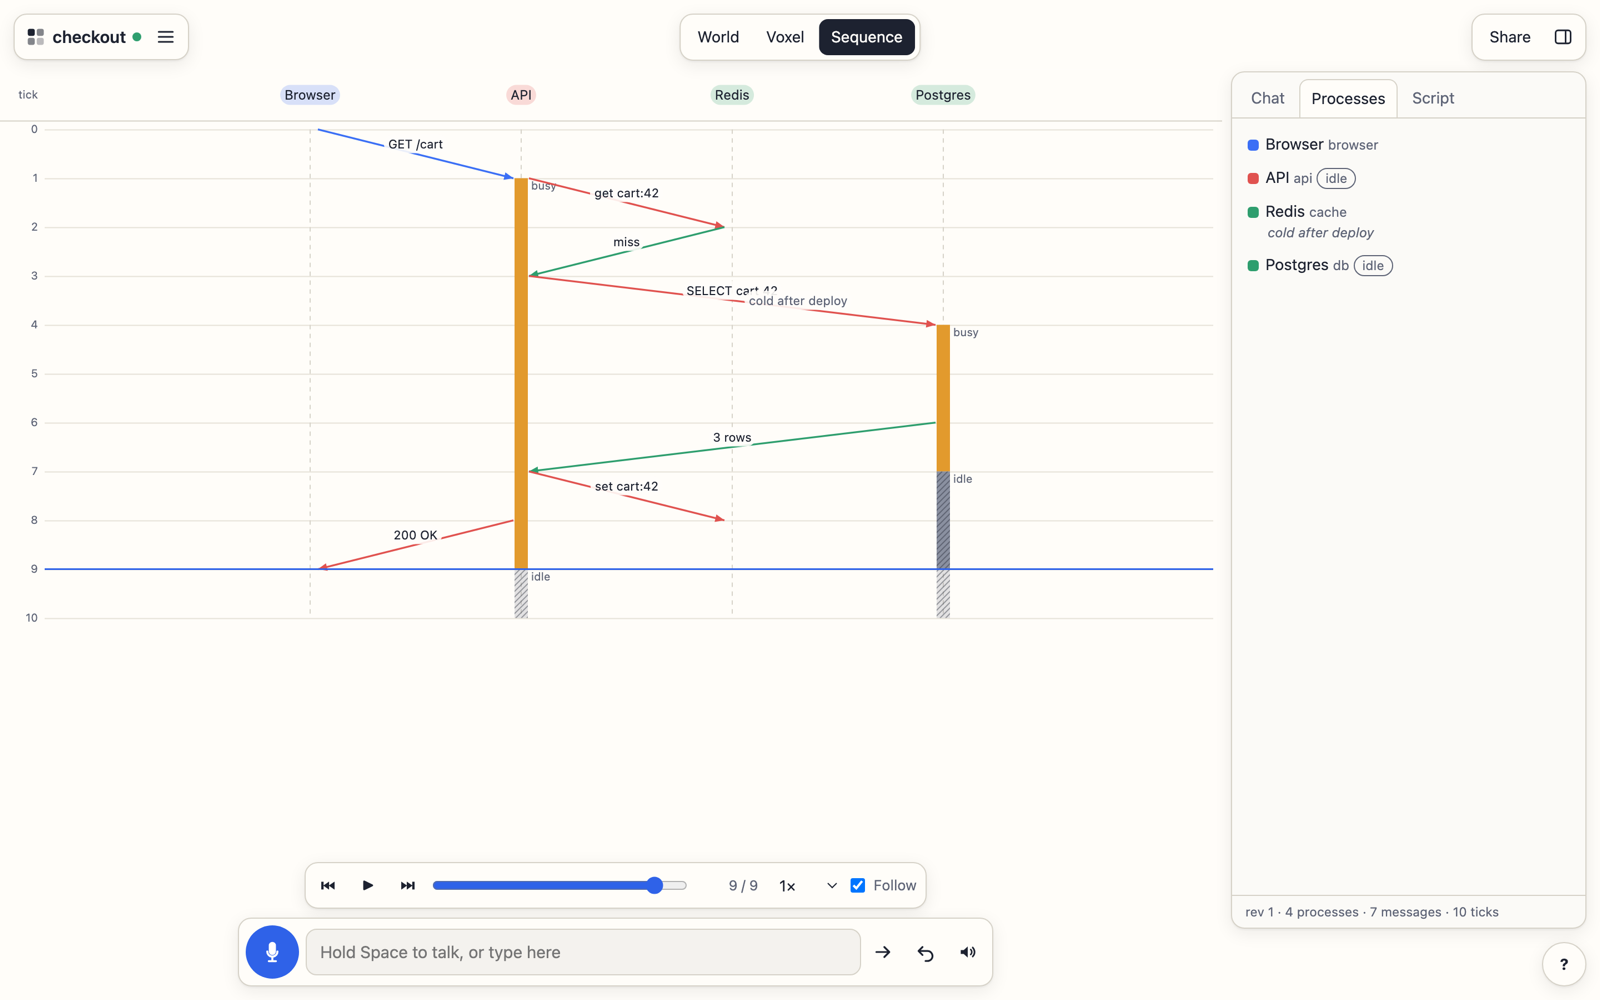 checkout
World Voxel Sequence
Share
tick Browser API Redis Postgres
0
GET /cart
1
busy
get cart:42
2
miss
3
SELECT cart 42
cold after deploy
4
busy
5
6
3 rows
7
idle
set cart:42
8
200 OK
9
idle
10
Chat Processes Script
Browser browser
API api idle
Redis cache
cold after deploy
Postgres db idle
rev 1 · 4 processes · 7 messages · 10 ticks
9 / 9 1× Follow
Hold Space to talk, or type here
?